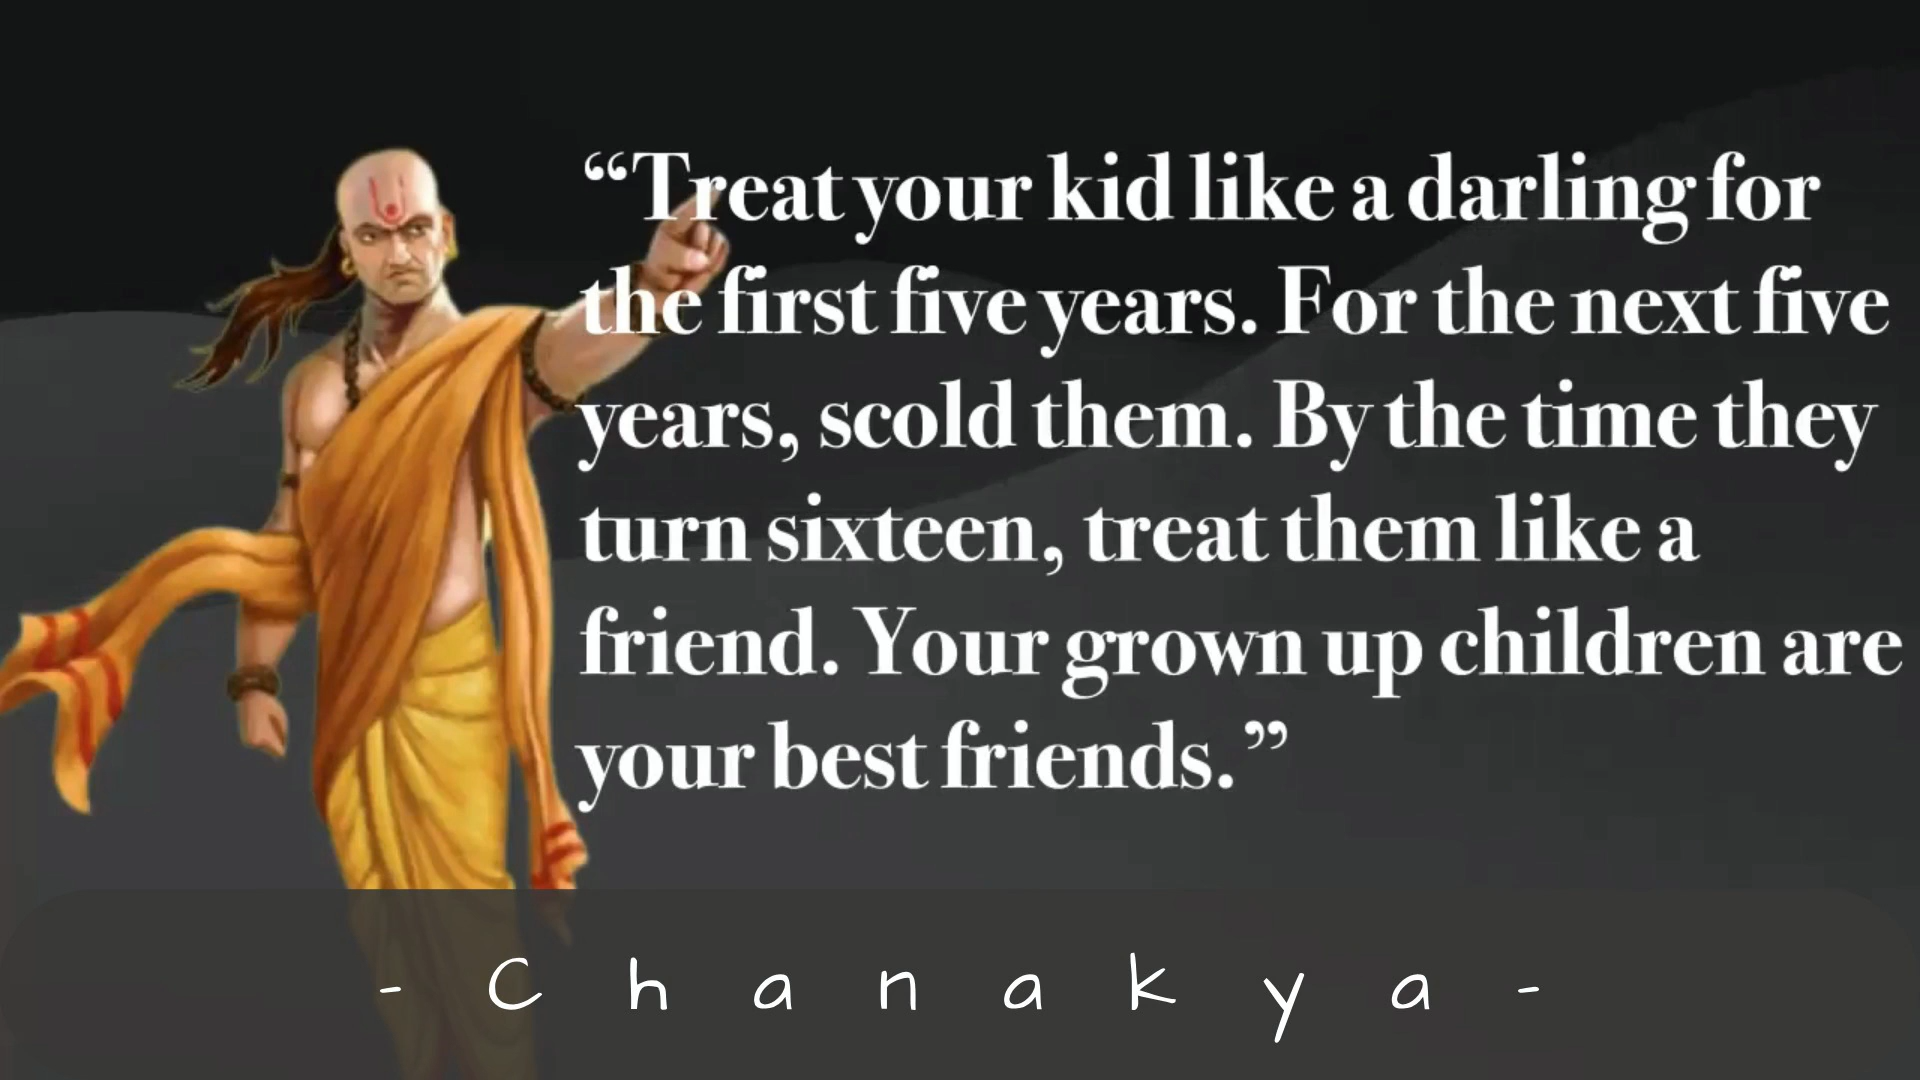 “Treat your kid like a darling for
the first five years. For the next five
years, scold them. By the time they
turn sixteen, treat them like a
friend. Your grown up children are
your best friends.”
- Chanakya -